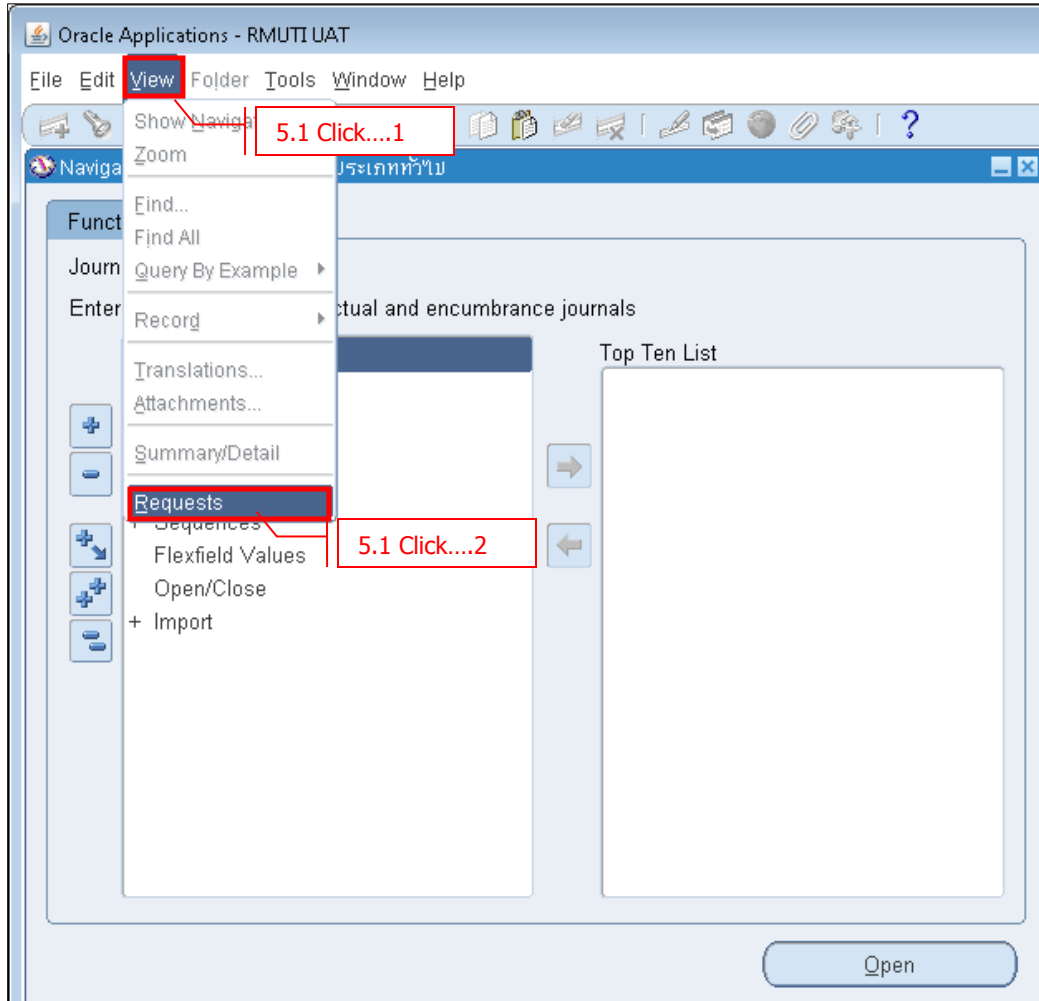 Oracle Applications - RMUTI UAT
File Edit View Folder Tools Window Help
Show Navigat
5.1 Click....1
?
Zoom
Naviga ประเภททั่วไป
Find...
Funct
Find All
Journ
Query By Example
Enter ctual and encumbrance journals
Record
Top Ten List
Translations...
Attachments...
Summary/Detail
Requests
+ Sequences
5.1 Click....2
Flexfield Values
Open/Close
+ Import
Open